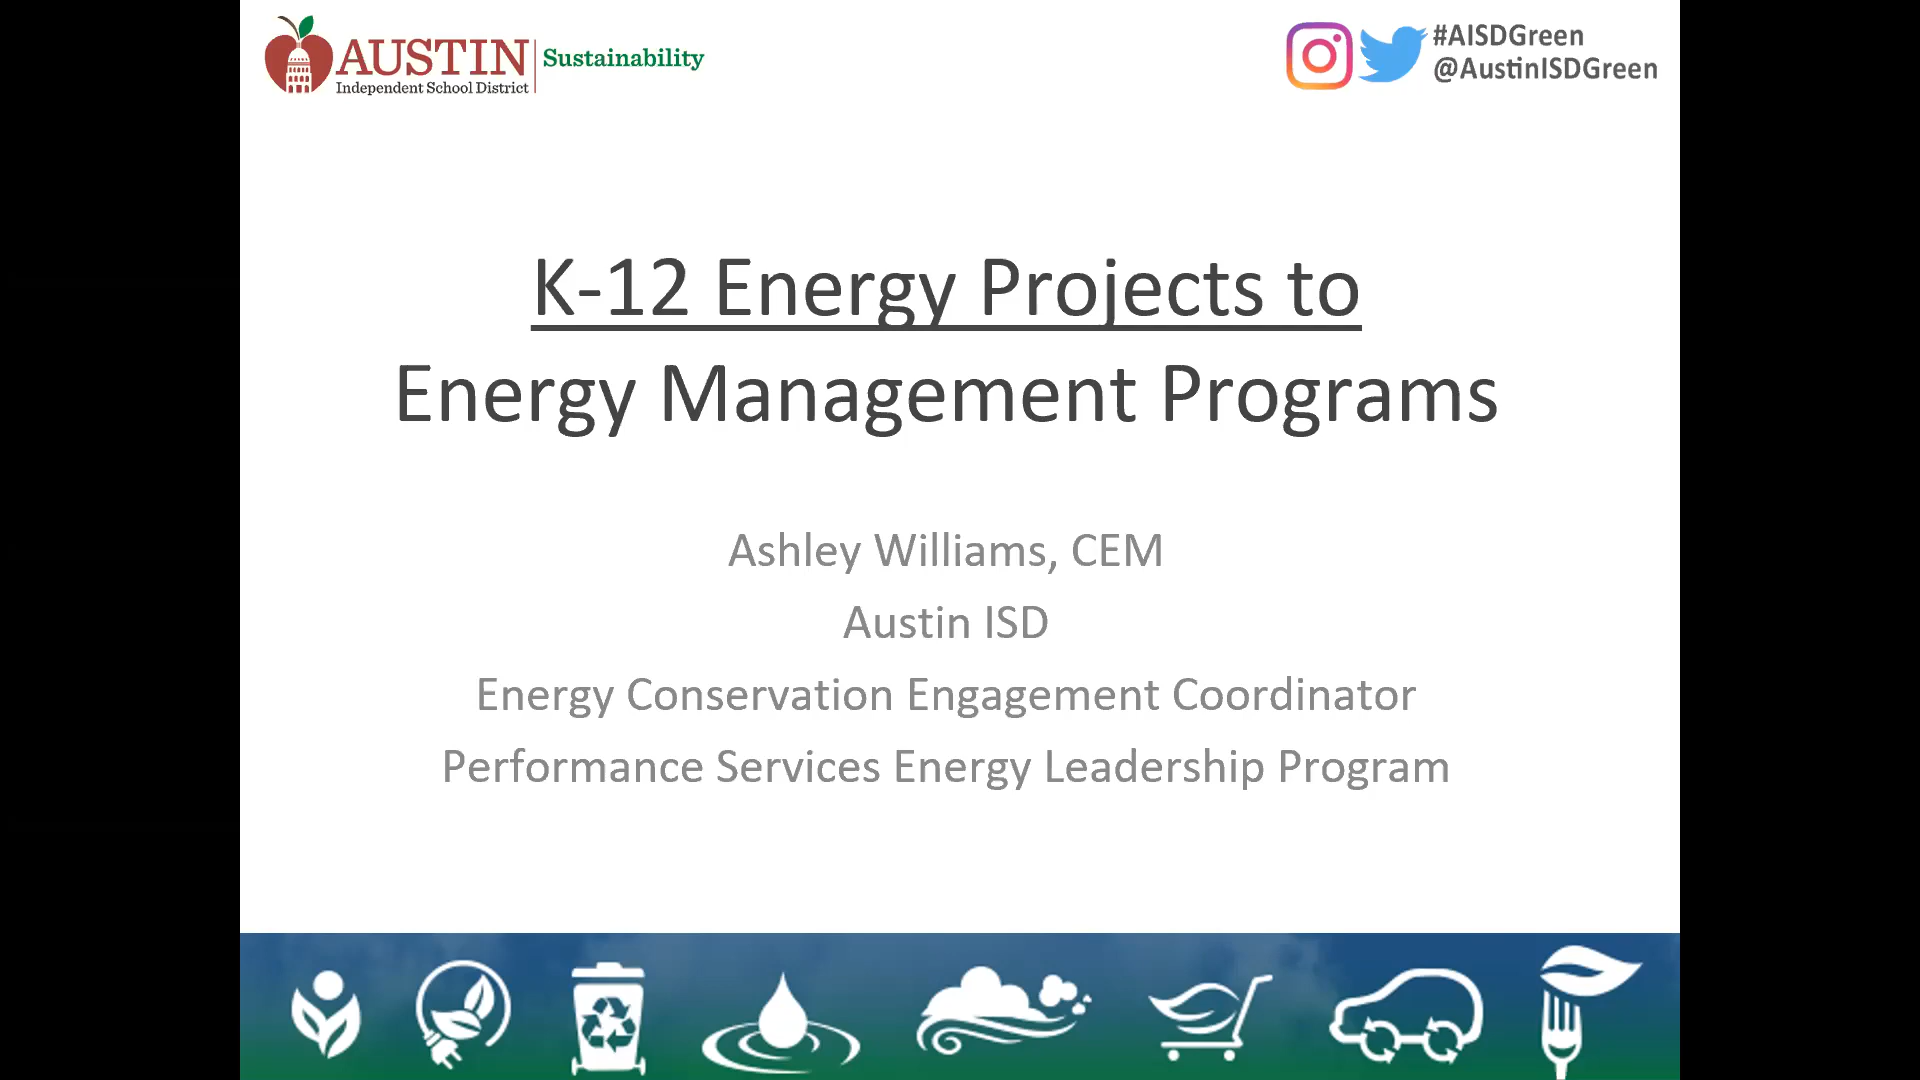 AUSTIN
Independent School District
Sustainability
#AISDGreen
@AustinISDGreen
K-12 Energy Projects to
Energy Management Programs
Ashley Williams, CEM
Austin ISD
Energy Conservation Engagement Coordinator
Performance Services Energy Leadership Program